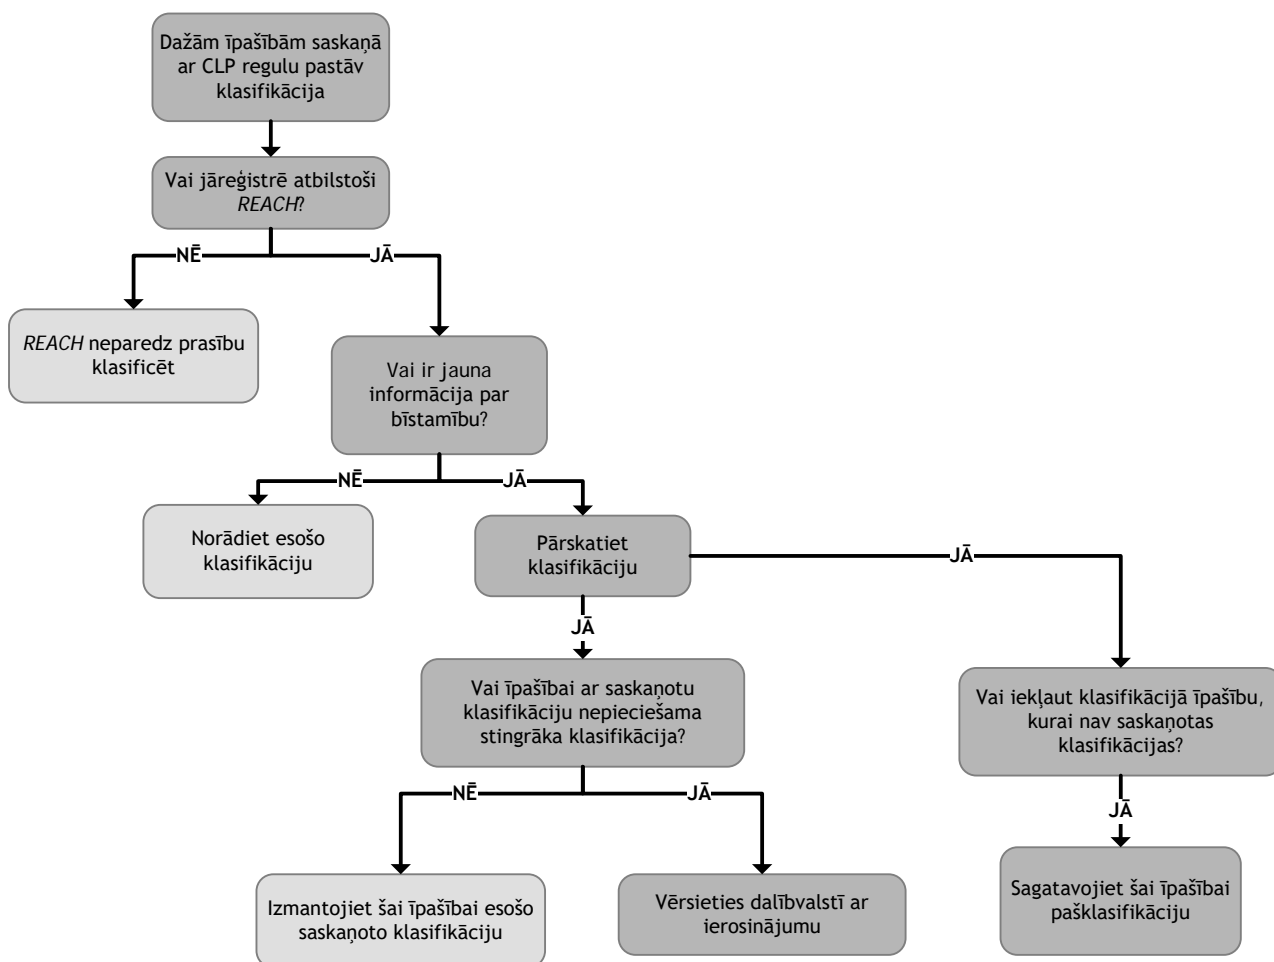 Dažām īpašībām saskaņā
ar CLP regulu pastāv
klasifikācija
Vai jāreģistrē atbilstoši
REACH?
NĒ
JĀ
REACH neparedz prasību
klasificēt
Vai ir jauna
informācija par
bīstamību?
NĒ
JĀ
Norādiet esošo
klasifikāciju
Pārskatiet
klasifikāciju
JĀ
JĀ
Vai īpašībai ar saskaņotu
klasifikāciju nepieciešama
stingrāka klasifikācija?
Vai iekļaut klasifikācijā īpašību,
kurai nav saskaņotas
klasifikācijas?
NĒ
JĀ
JĀ
Izmantojiet šai īpašībai esošo
saskaņoto klasifikāciju
Vērsieties dalībvalstī ar
ierosinājumu
Sagatavojiet šai īpašībai
pašklasifikāciju